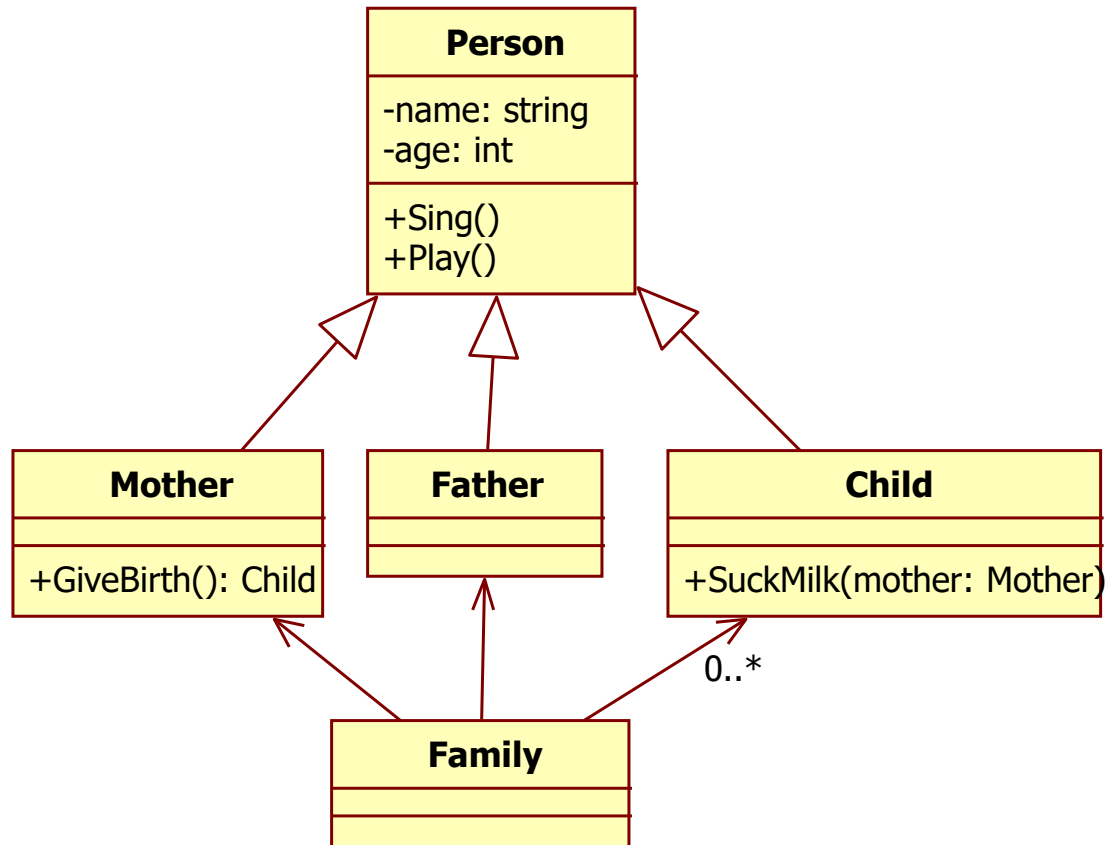 Person
-name: string
-age: int
+Sing()
+Play()
Mother
+GiveBirth(): Child
Father
Child
+SuckMilk(mother: Mother)
0..*
Family